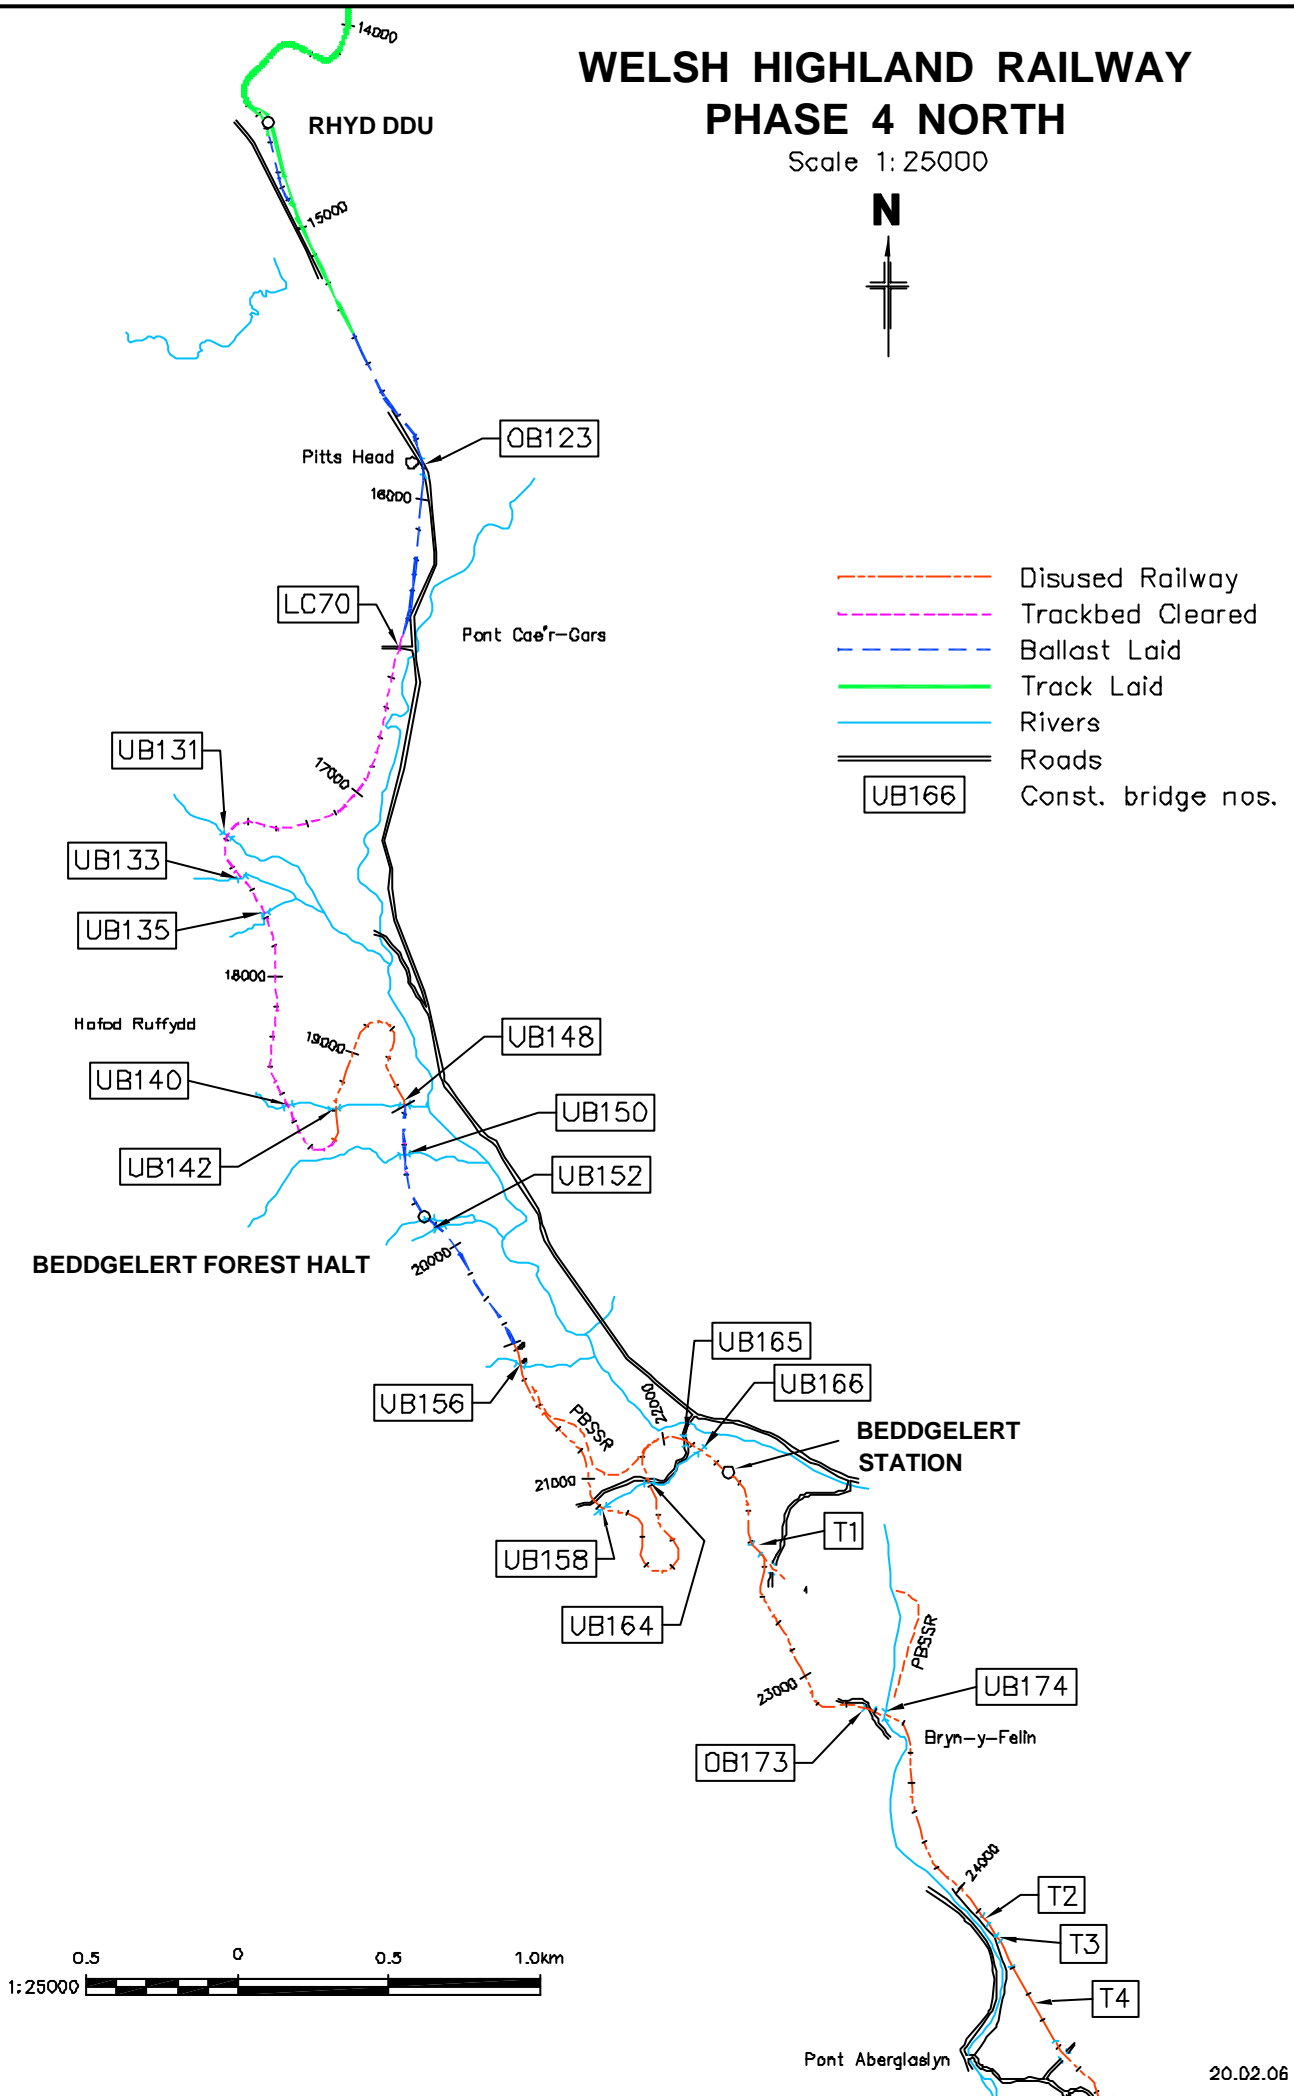 14000
WELSH HIGHLAND RAILWAY
PHASE 4 NORTH
Scale 1:25000
N
RHYD DDU
15000
OB123
Pitts Head
16000
LC70
Pont Cae'r-Gars
Disused Railway
Trackbed Cleared
Ballast Laid
Track Laid
Rivers
Roads
UB166 Const. bridge nos.
UB131
17000
UB133
UB135
18000
Hafod Ruffydd
19000
UB148
UB140
UB150
UB142
UB152
BEDDGELERT FOREST HALT
20000
UB165
UB156
22000
UB166
PBSSR
BEDDGELERT
STATION
21000
T1
UB158
UB164
PBSSR
23000
UB174
Bryn-y-Felin
OB173
24000
T2
T3
0.5 0 0.5 1.0km
1:25000
T4
Pont Aberglaslyn
20.02.06